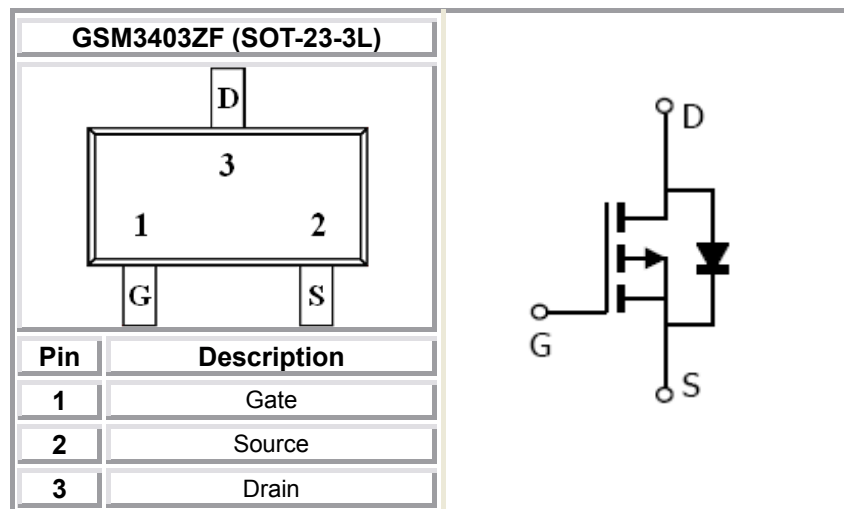 GSM3403ZF (SOT-23-3L)
D
3
1 2
G S
Pin Description
1 Gate
2 Source
3 Drain
D
G
S